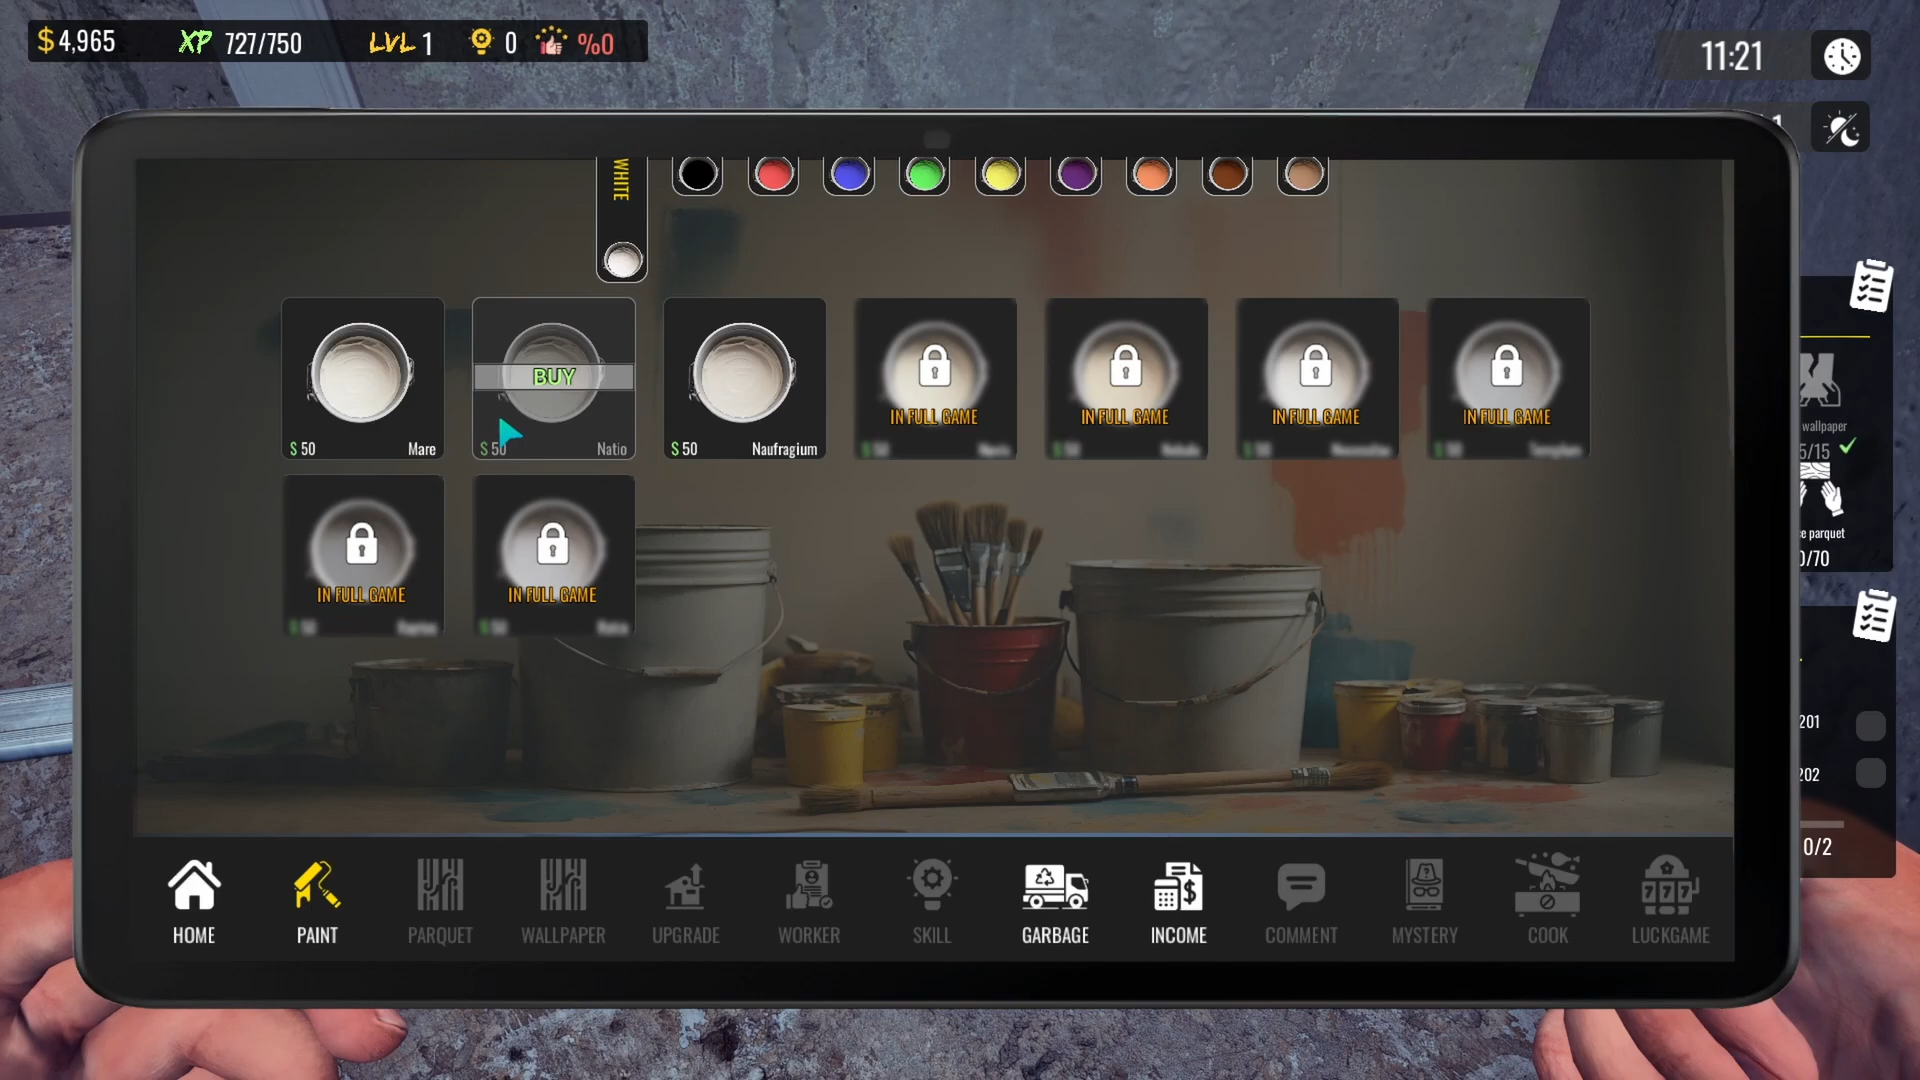 $4,965
XP 727/750
LVL 1
0
%0
11:21
1
WHITE
BUY
$ 50
Mare
$ 50
Natio
$ 50
Naufragium
IN FULL GAME
IN FULL GAME
IN FULL GAME
IN FULL GAME
IN FULL GAME
IN FULL GAME
wallpaper
5/15
e parquet
0/70
201
202
0/2
777
HOME
PAINT
PARQUET
WALLPAPER
UPGRADE
WORKER
SKILL
GARBAGE
INCOME
COMMENT
MYSTERY
COOK
LUCKGAME